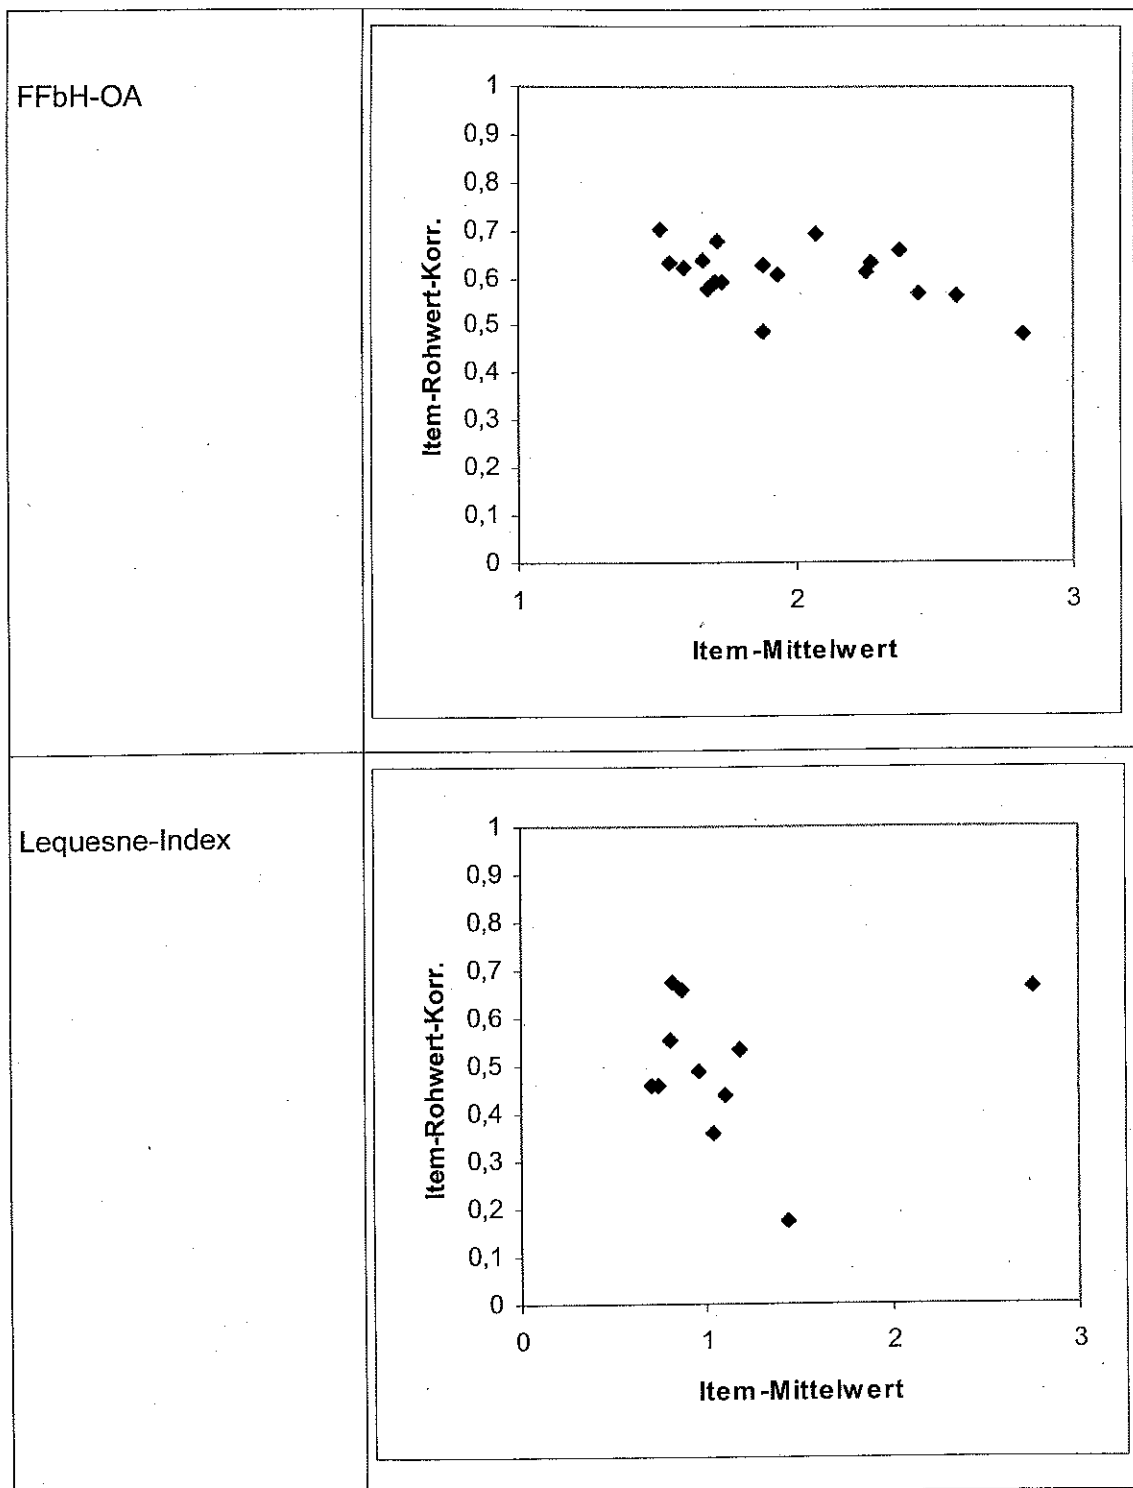 FFbH-OA
1
0,9
0,8
0,7
0,6
0,5
0,4
0,3
0,2
0,1
0
Item-Rohwert-Korr.
1 2 3
Item-Mittelwert
Lequesne-Index
1
0,9
0,8
0,7
0,6
0,5
0,4
0,3
0,2
0,1
0
Item-Rohwert-Korr.
0 1 2 3
Item-Mittelwert